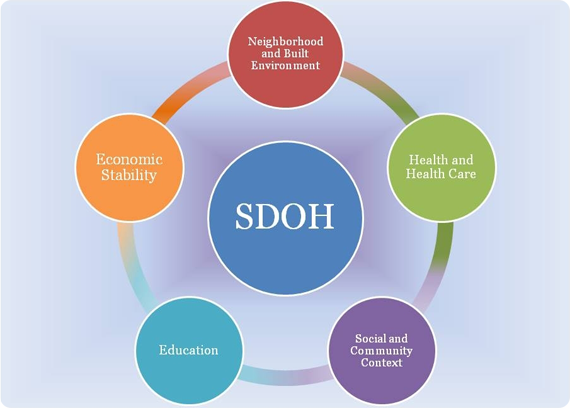 Neighborhood
and Built
Environment
Economic
Stability
Health and
Health Care
SDOH
Education
Social and
Community
Context